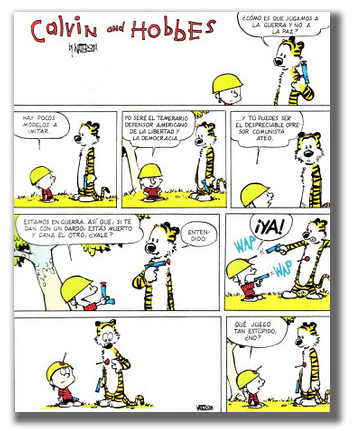 Calvin and HobbEs
by WATTERSON
¿CÓMO ES QUE JUGAMOS A
LA GUERRA Y NO A
LA PAZ?
HAY POCOS
MODELOS A
IMITAR.
YO SERÉ EL TEMERARIO
DEFENSOR AMERICANO
DE LA LIBERTAD Y
LA DEMOCRACIA...
... Y TÚ PUEDES SER
EL DESPRECIABLE OPRE-
SOR COMUNISTA
ATEO.
ESTAMOS EN GUERRA. ASÍ QUE, SI TE
DAN CON UN DARDO, ESTÁS MUERTO
Y GANA EL OTRO, ¿VALE?
ENTEN-
DIDO.
¡YA!
WAP
WAP
WATTERSON
QUÉ JUEGO
TAN ESTÚPIDO,
¿NO?